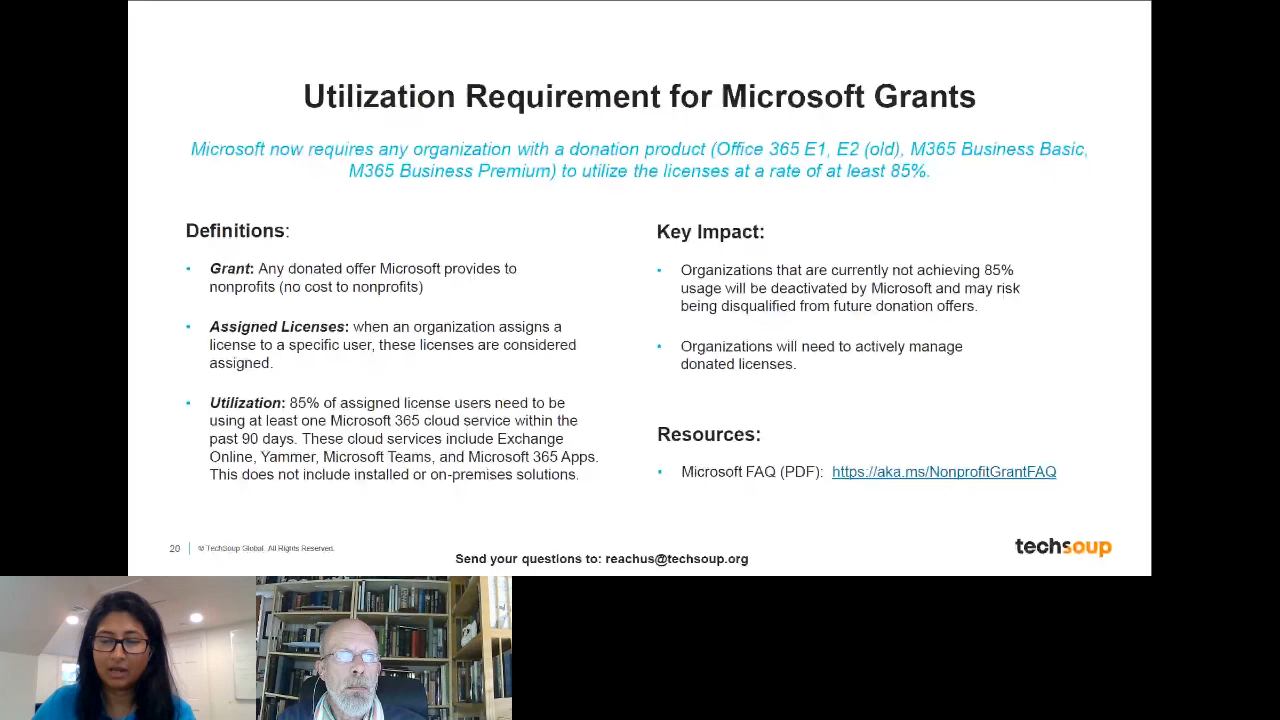 Utilization Requirement for Microsoft Grants
Microsoft now requires any organization with a donation product (Office 365 E1, E2 (old), M365 Business Basic,
M365 Business Premium) to utilize the licenses at a rate of at least 85%.
Definitions:
• Grant: Any donated offer Microsoft provides to
nonprofits (no cost to nonprofits)
• Assigned Licenses: when an organization assigns a
license to a specific user, these licenses are considered
assigned.
• Utilization: 85% of assigned license users need to be
using at least one Microsoft 365 cloud service within the
past 90 days. These cloud services include Exchange
Online, Yammer, Microsoft Teams, and Microsoft 365 Apps.
This does not include installed or on-premises solutions.
Key Impact:
• Organizations that are currently not achieving 85%
usage will be deactivated by Microsoft and may risk
being disqualified from future donation offers.
• Organizations will need to actively manage
donated licenses.
Resources:
• Microsoft FAQ (PDF): https://aka.ms/NonprofitGrantFAQ
20 | © TechSoup Global. All Rights Reserved.
Send your questions to: reachus@techsoup.org
techsoup